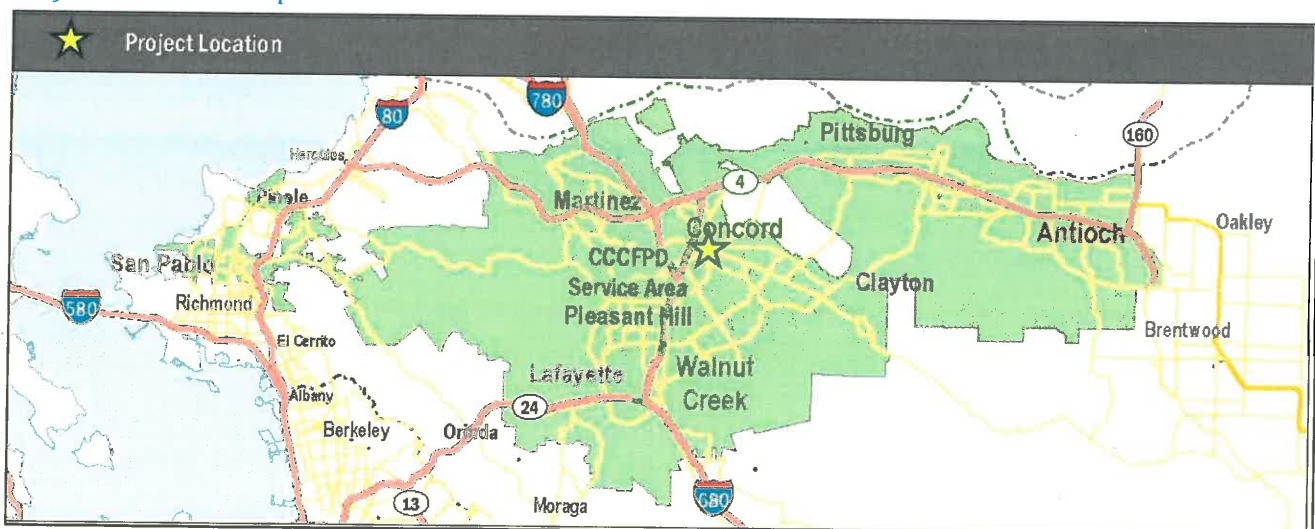 Project Location
80
780
160
Pittsburg
Hercules
4
Pinole
Martinez
Concord
Oakley
Antioch
San Pablo
CCCFPD
Service Area
Clayton
580
Richmond
Pleasant Hill
Brentwood
El Cerrito
Lafayette
Walnut
Creek
Albany
24
Berkeley
Orinda
680
13
Moraga